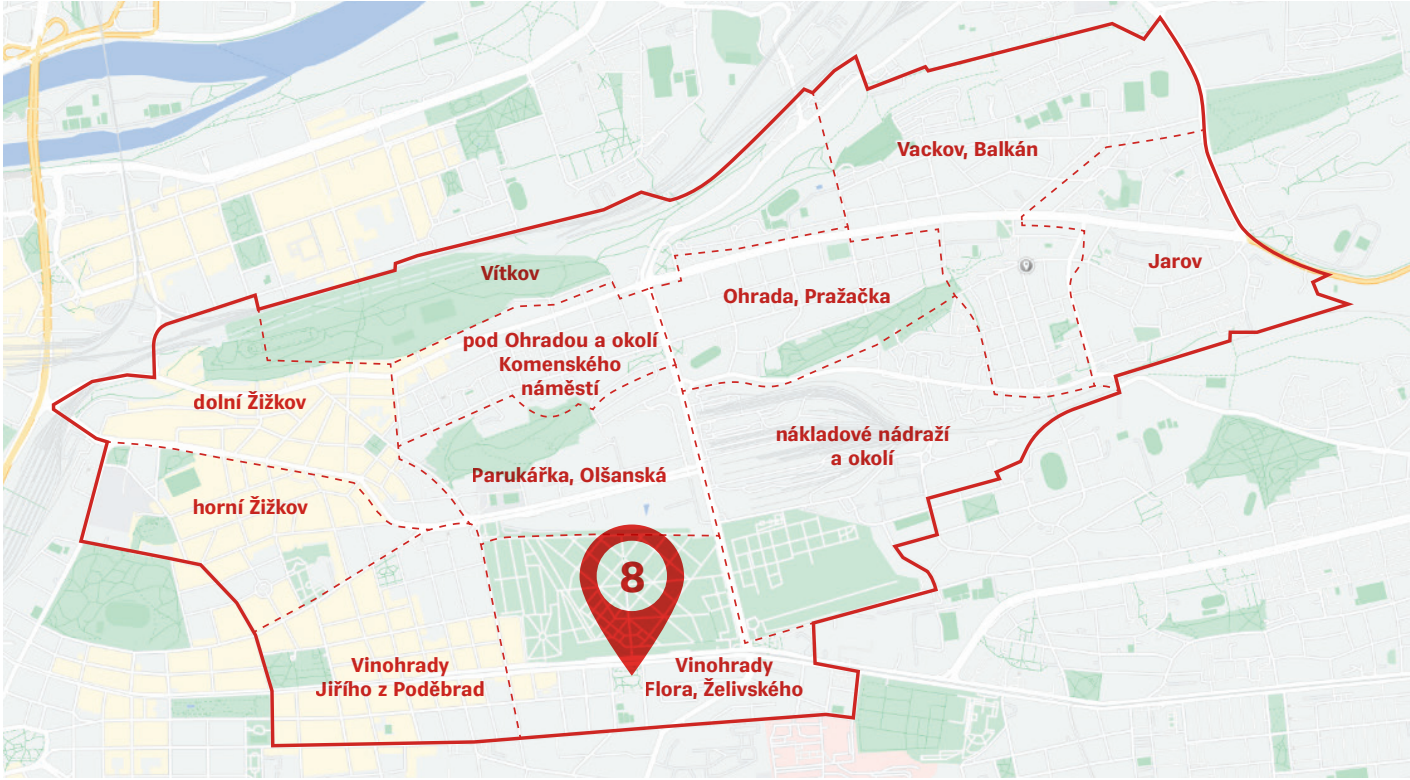 Vackov, Balkán
Jarov
Vítkov
Ohrada, Pražačka
pod Ohradou a okolí
Komenského
náměstí
dolní Žižkov
nákladové nádraží
a okolí
Parukářka, Olšanská
horní Žižkov
8
Vinohrady
Jiřího z Poděbrad
Vinohrady
Flora, Želivského